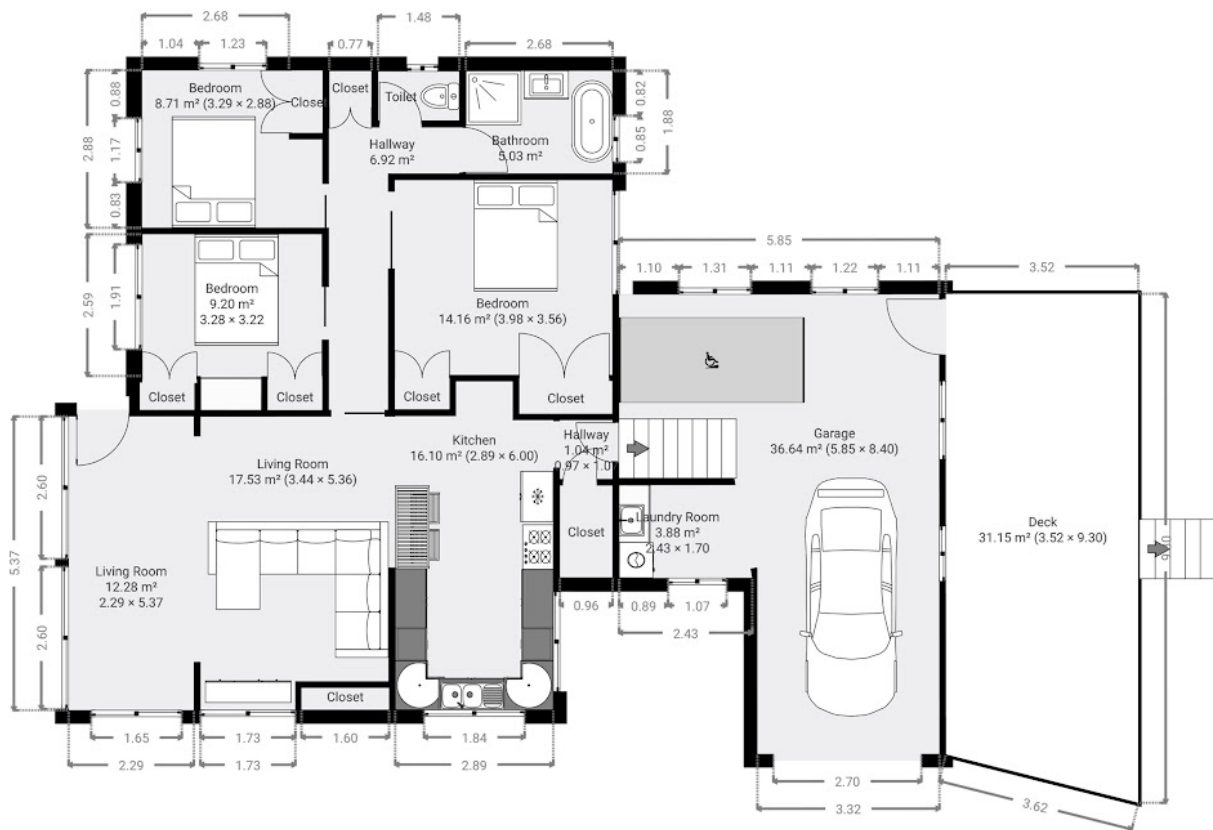 2.68
1.48
1.04
1.23
0.77
2.68
Bedroom
8.71 m² (3.29 × 2.88)
Closet
Closet
Toilet
Bathroom
5.03 m²
Hallway
6.92 m²
0.88
2.88
1.17
0.83
0.82
1.88
0.85
Bedroom
9.20 m²
3.28 × 3.22
2.59
1.91
Closet
Closet
Bedroom
14.16 m² (3.98 × 3.56)
Closet
Closet
5.85
1.10
1.31
1.11
1.22
1.11
3.52
Kitchen
16.10 m² (2.89 × 6.00)
Hallway
1.04 m²
0.97 × 1.0
Garage
36.64 m² (5.85 × 8.40)
Living Room
17.53 m² (3.44 × 5.36)
2.60
5.37
2.60
Living Room
12.28 m²
2.29 × 5.37
Closet
Laundry Room
3.88 m²
2.43 × 1.70
Deck
31.15 m² (3.52 × 9.30)
0.96
0.89
1.07
2.43
Closet
1.65
2.29
1.73
1.73
1.60
1.84
2.89
2.70
3.32
3.62